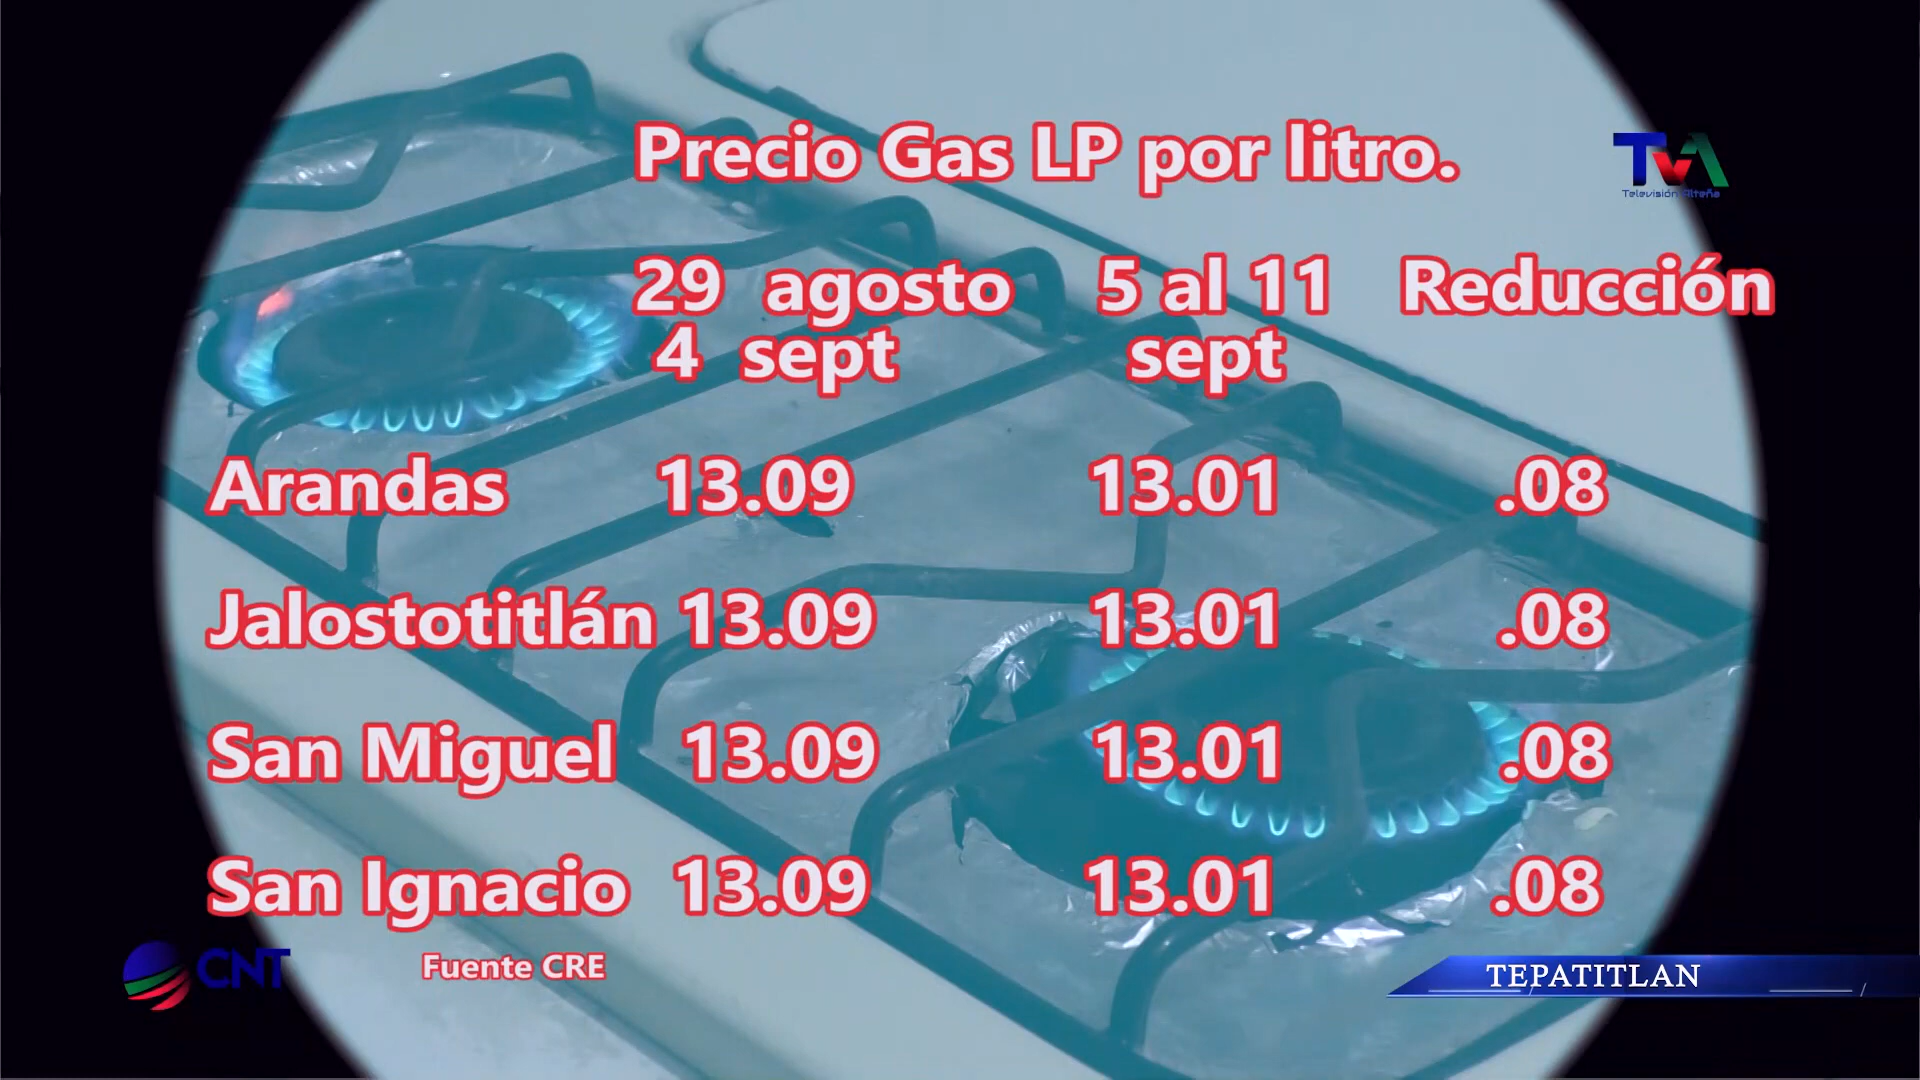 Precio Gas LP por litro.
TvA
Televisión Alteña
29 agosto 5 al 11 Reducción
4 sept sept
Arandas 13.09 13.01 .08
Jalostotitlán 13.09 13.01 .08
San Miguel 13.09 13.01 .08
San Ignacio 13.09 13.01 .08
CNT
Fuente CRE
TEPATITLAN